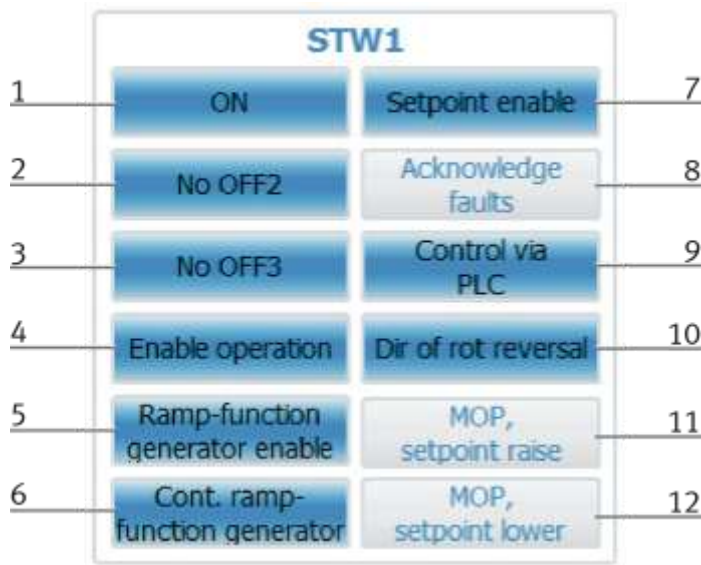 STW1
1
ON
Setpoint enable
7
2
No OFF2
Acknowledge
faults
8
3
No OFF3
Control via
PLC
9
4
Enable operation
Dir of rot reversal
10
5
Ramp-function
generator enable
MOP,
setpoint raise
11
6
Cont. ramp-
function generator
MOP,
setpoint lower
12